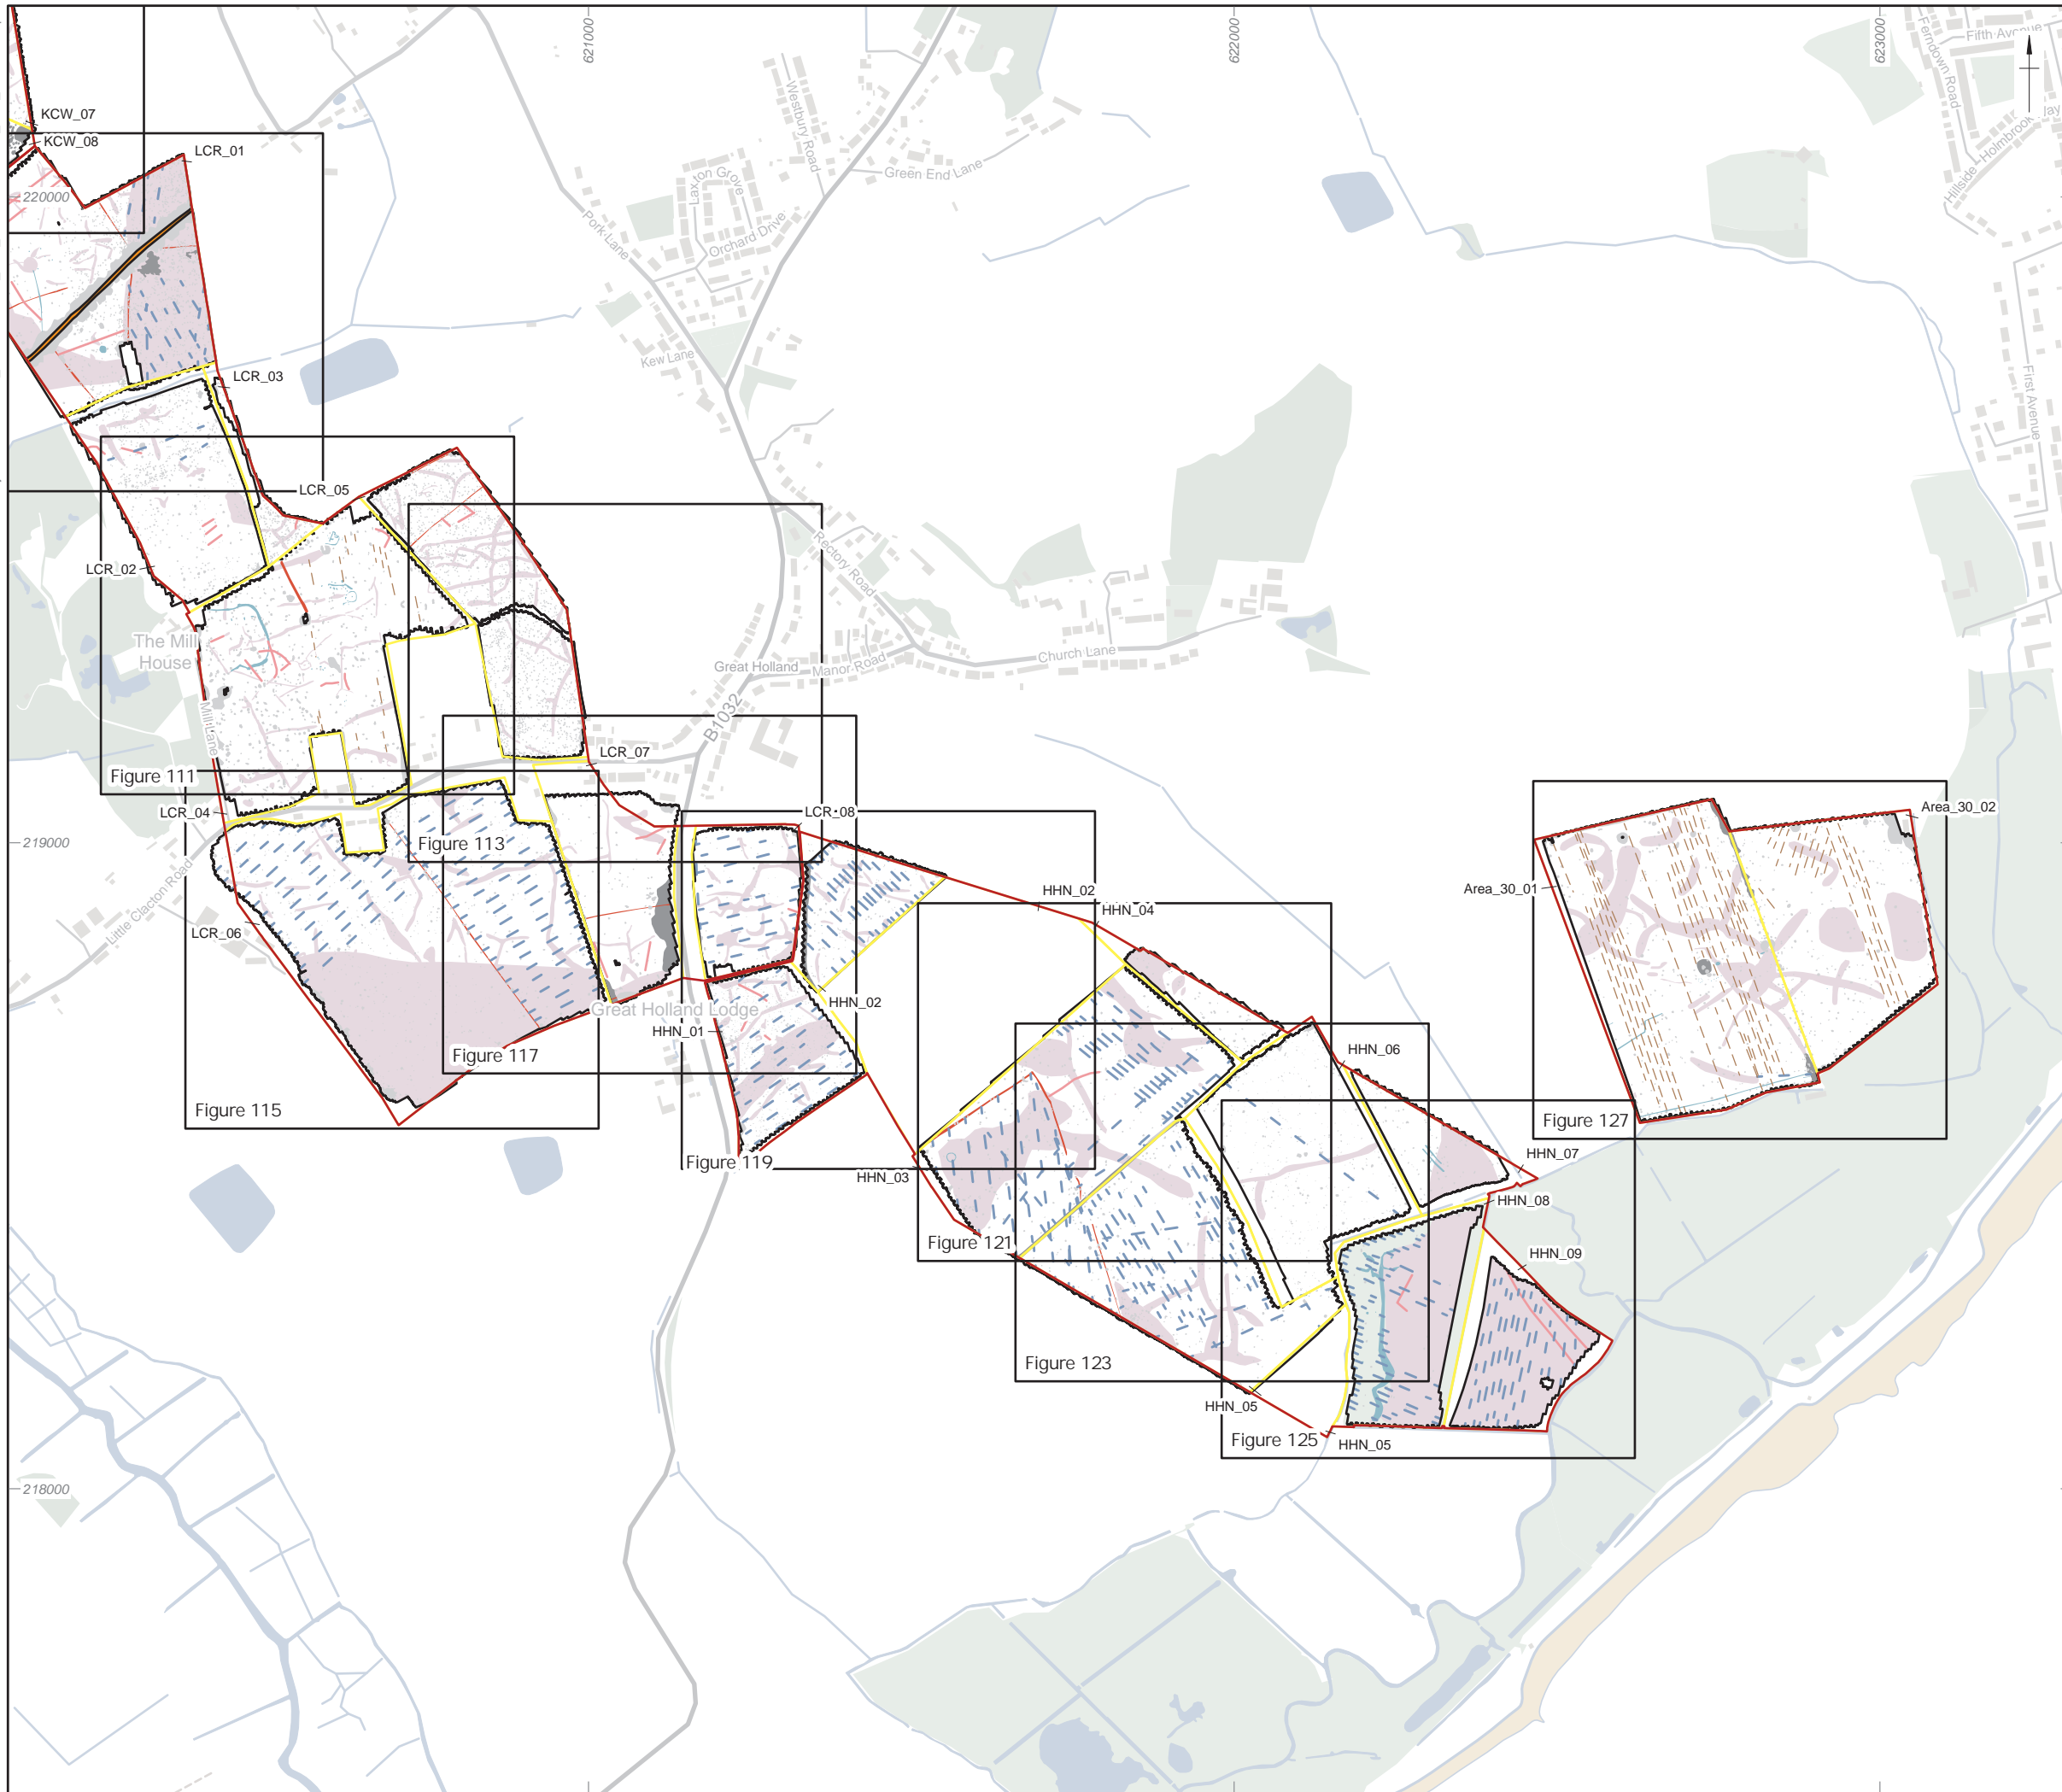 621000
622000
623000
Fifth Avenue
Ferndown Road
Holmbrook
Hillside
First Avenue
Westbury Road
Laxton Grove
Green End Lane
Orchard Drive
Pork Lane
Kew Lane
KCW_07
KCW_08
LCR_01
220000
LCR_03
LCR_05
LCR_02
Rectory Road
The Mill
House
Mill Lane
Great Holland
Manor Road
Church Lane
B1032
LCR_07
Figure 111
LCR_04
Figure 113
LCR_08
219000
Area_30_02
Area_30_01
Little Clacton Road
HHN_02
HHN_04
LCR_06
HHN_02
Great Holland Lodge
HHN_01
Figure 117
HHN_06
Figure 115
Figure 127
Figure 119
HHN_03
HHN_07
HHN_08
Figure 121
HHN_09
Figure 123
HHN_05
Figure 125
HHN_05
218000